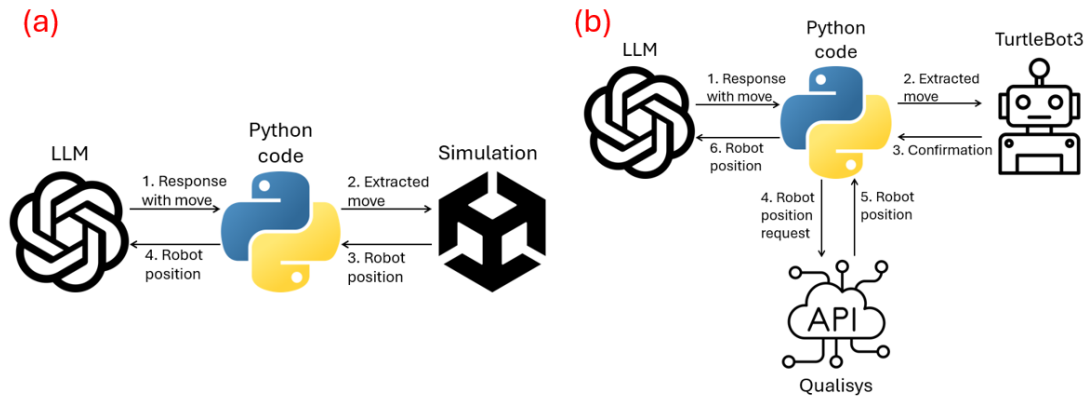 (a)
LLM
Python
code
Simulation
1. Response
with move
2. Extracted
move
4. Robot
position
3. Robot
position
(b)
LLM
Python
code
TurtleBot3
1. Response
with move
2. Extracted
move
6. Robot
position
3. Confirmation
4. Robot
position
request
5. Robot
position
API
Qualisys